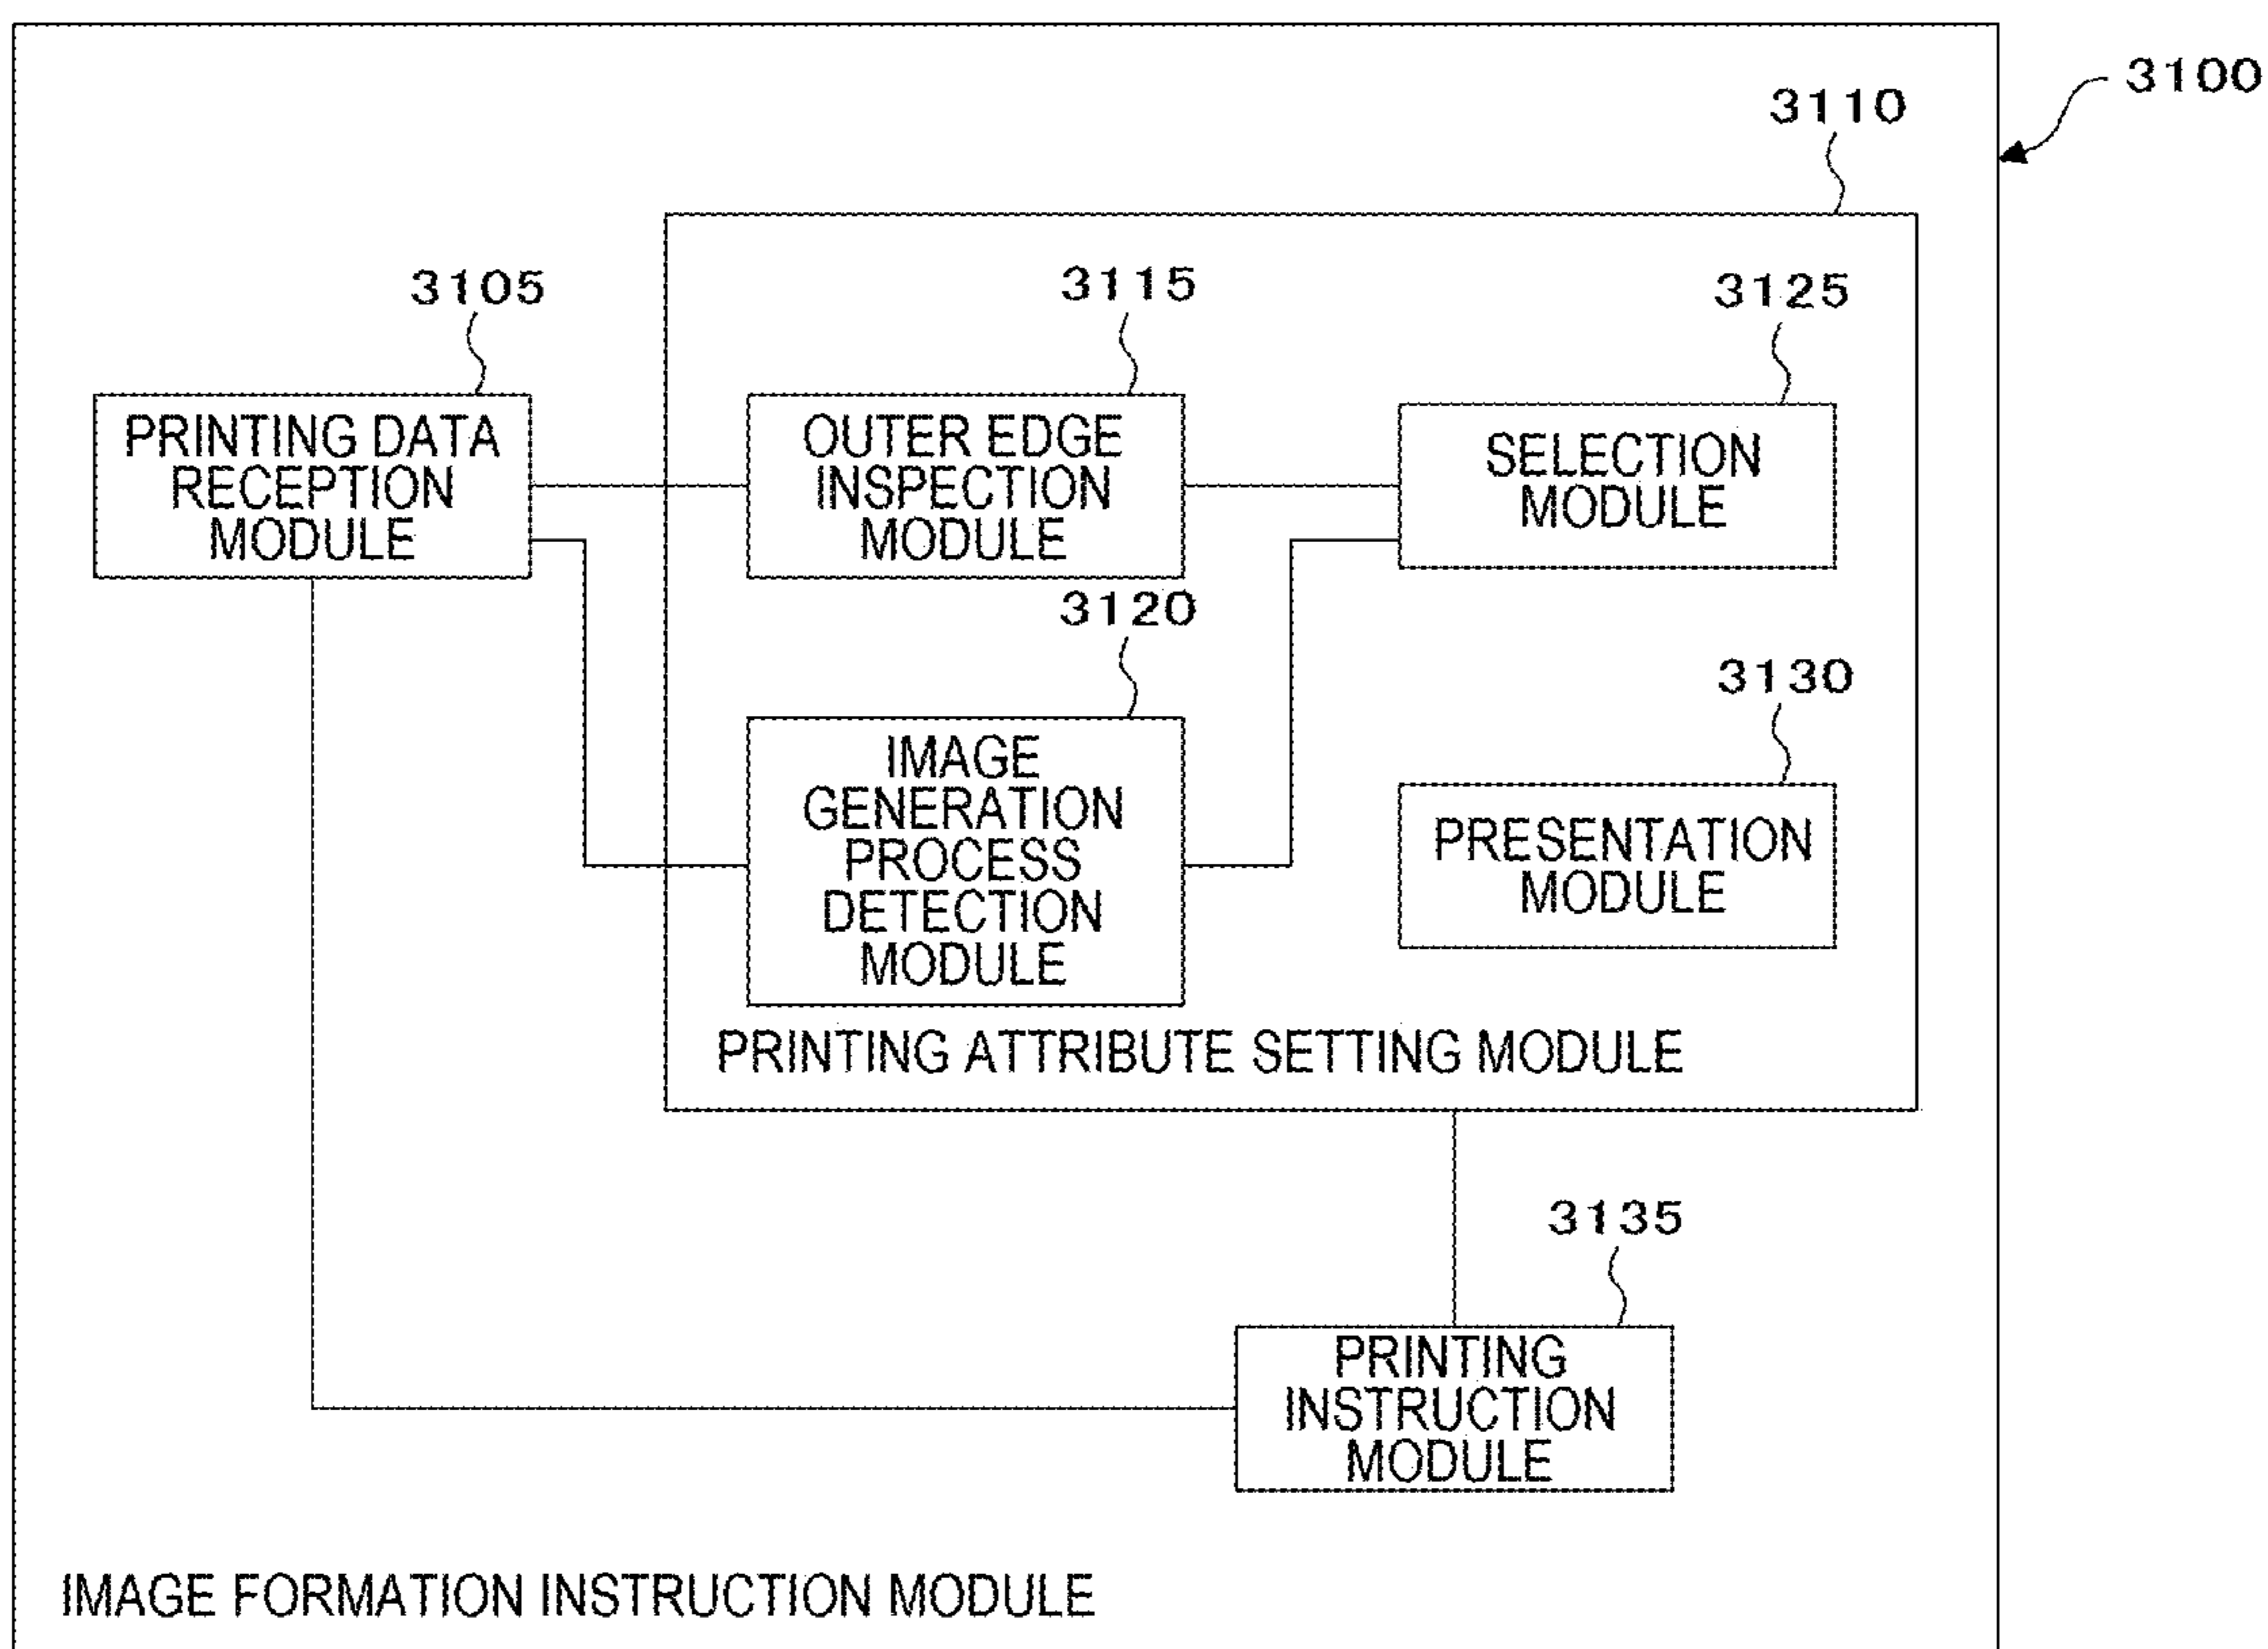 3100
3110
3105
3115
3125
PRINTING DATA
RECEPTION
MODULE
OUTER EDGE
INSPECTION
MODULE
SELECTION
MODULE
3120
3130
IMAGE
GENERATION
PROCESS
DETECTION
MODULE
PRESENTATION
MODULE
PRINTING ATTRIBUTE SETTING MODULE
3135
PRINTING
INSTRUCTION
MODULE
IMAGE FORMATION INSTRUCTION MODULE